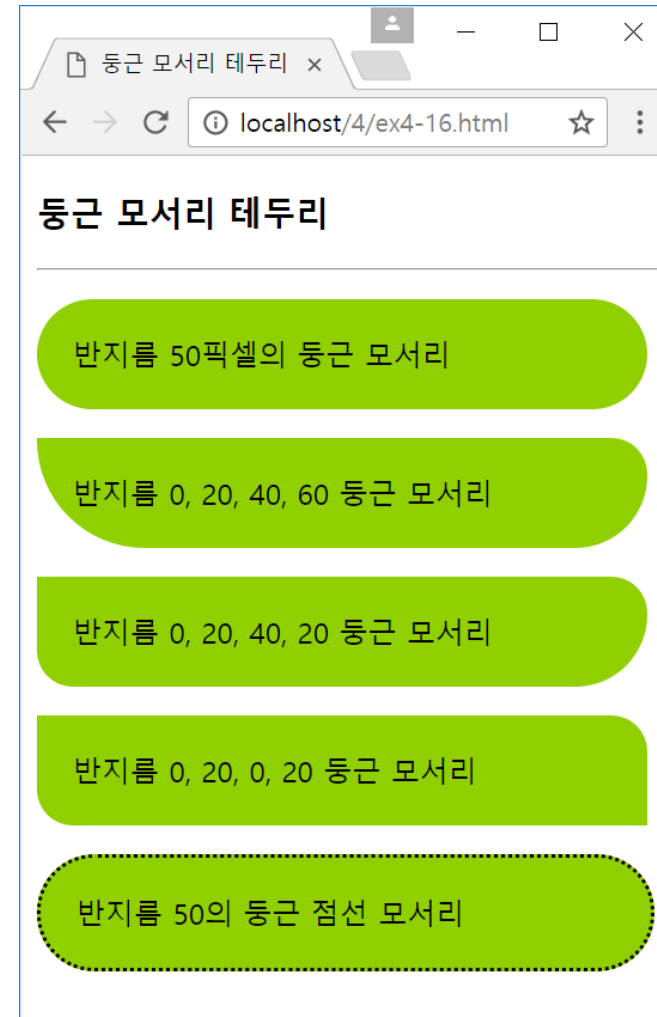 둥근 모서리 테두리
localhost/4/ex4-16.html
둥근 모서리 테두리
반지름 50픽셀의 둥근 모서리
반지름 0, 20, 40, 60 둥근 모서리
반지름 0, 20, 40, 20 둥근 모서리
반지름 0, 20, 0, 20 둥근 모서리
반지름 50의 둥근 점선 모서리